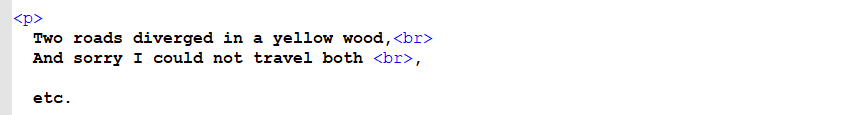 <p>
Two roads diverged in a yellow wood,<br>
And sorry I could not travel both <br>,
etc.